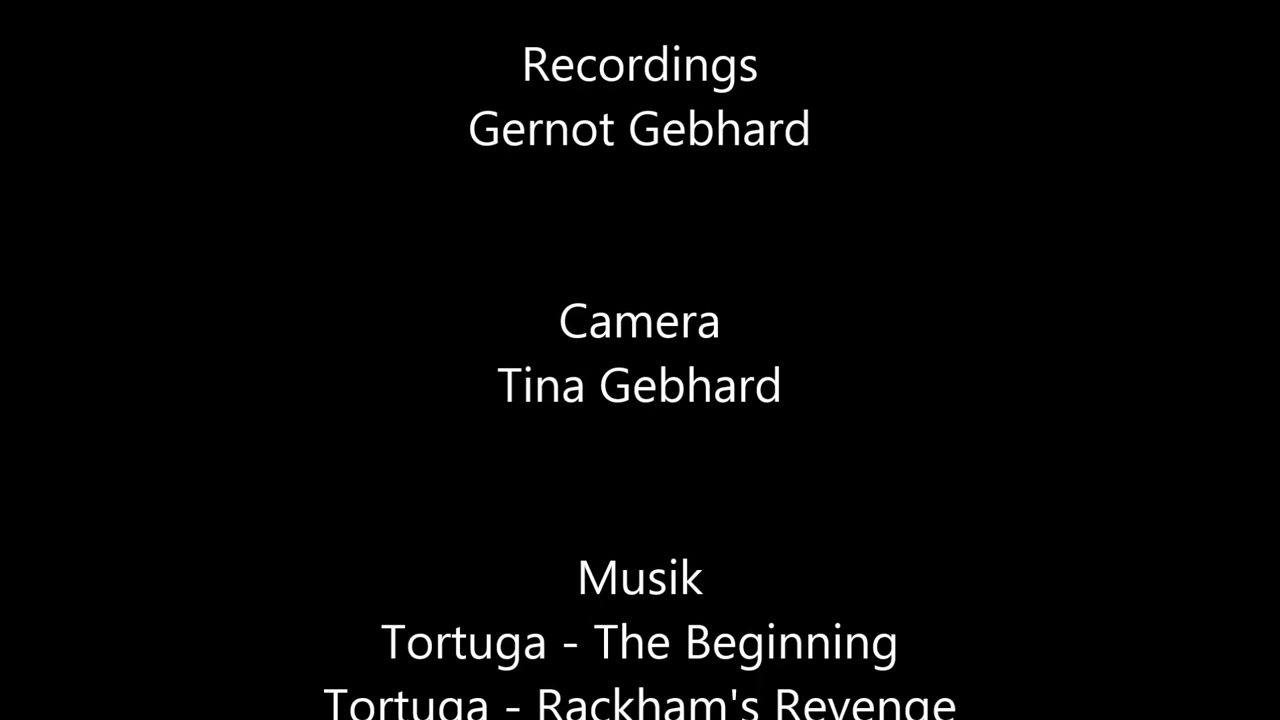 Recordings
Gernot Gebhard
Camera
Tina Gebhard
Musik
Tortuga - The Beginning
Tortuga - Rackham's Revenge